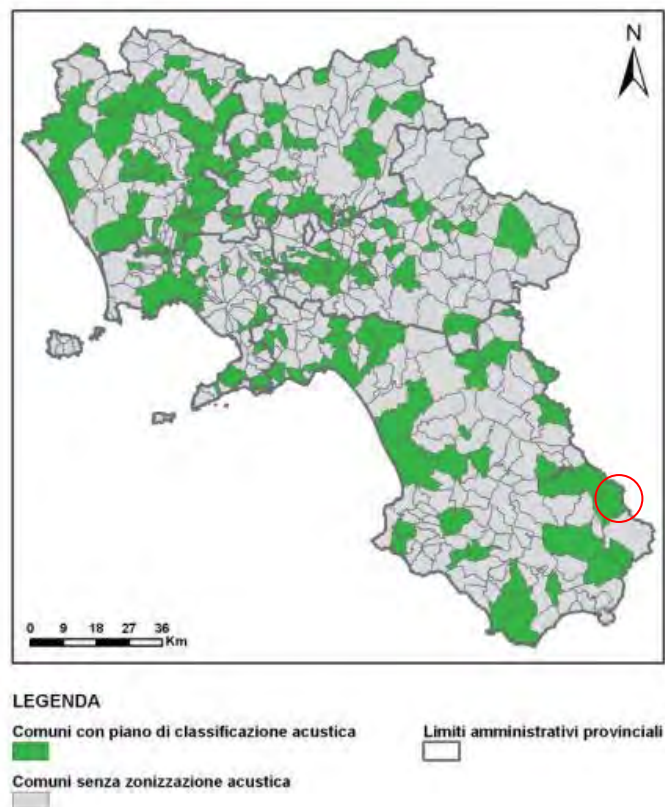 N
0 9 18 27 36
Km
LEGENDA
Comuni con piano di classificazione acustica
Limiti amministrativi provinciali
Comuni senza zonizzazione acustica